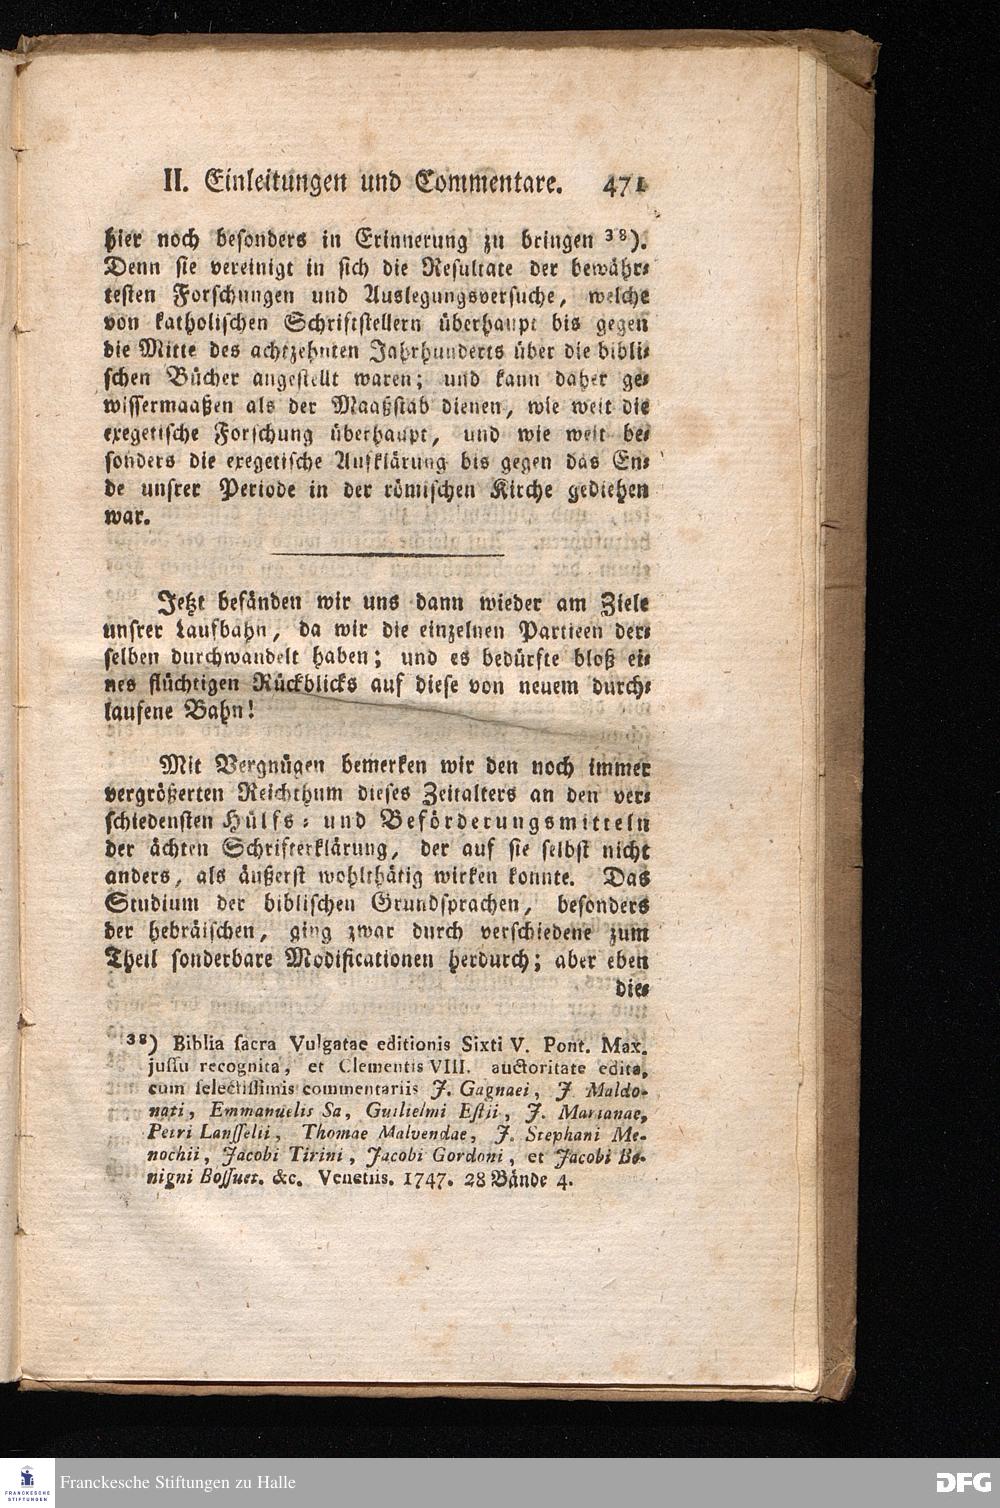 II. Einleitungen und Commentare. 471
hier noch besonders in Erinnerung zu bringen ³⁸).
Denn sie vereinigt in sich die Resultate der bewähr-
testen Forschungen und Auslegungsversuche, welche
von katholischen Schriftstellern überhaupt bis gegen
die Mitte des achtzehnten Jahrhunderts über die bibli-
schen Bücher angestellt waren; und kann daher ge-
wissermaaßen als der Maaßstab dienen, wie weit die
exegetische Forschung überhaupt, und wie weit be-
sonders die exegetische Aufklärung bis gegen das En-
de unsrer Periode in der römischen Kirche gediehen
war.
Jetzt befänden wir uns dann wieder am Ziele
unsrer Laufbahn, da wir die einzelnen Partieen der-
selben durchwandelt haben; und es bedürfte bloß ei-
nes flüchtigen Rückblicks auf diese von neuem durch-
laufene Bahn!
Mit Vergnügen bemerken wir den noch immer
vergrößerten Reichthum dieses Zeitalters an den ver-
schiedensten Hülfs- und Beförderungsmitteln
der ächten Schrifterklärung, der auf sie selbst nicht
anders, als äußerst wohlthätig wirken konnte. Das
Studium der biblischen Grundsprachen, besonders
der hebräischen, ging zwar durch verschiedene zum
Theil sonderbare Modificationen herdurch; aber eben
die-
³⁸) Biblia sacra Vulgatae editionis Sixti V. Pont. Max.
jussu recognita, et Clementis VIII. auctoritate edita,
cum selectissimis commentariis J. Gagnaei, J. Maldo-
nati, Emmanuelis Sa, Guilielmi Estii, J. Marianae,
Petri Lansselii, Thomae Malvendae, J. Stephani Me-
nochii, Jacobi Tirini, Jacobi Gordoni, et Jacobi Be-
nigni Bossuet. &c. Venetiis. 1747. 28 Bände 4.
FRANCKESCHE
STIFTUNGEN
Franckesche Stiftungen zu Halle
DFG